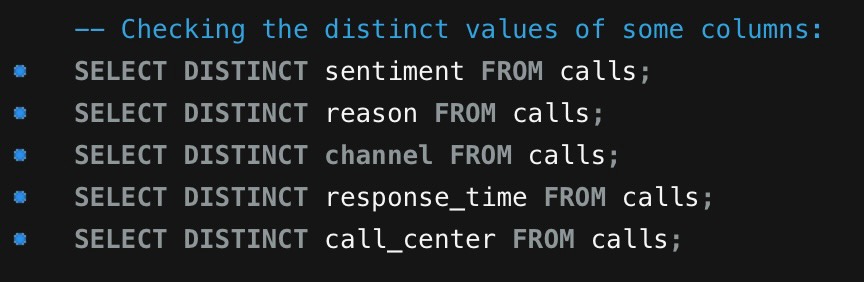 -- Checking the distinct values of some columns:
SELECT DISTINCT sentiment FROM calls;
SELECT DISTINCT reason FROM calls;
SELECT DISTINCT channel FROM calls;
SELECT DISTINCT response_time FROM calls;
SELECT DISTINCT call_center FROM calls;